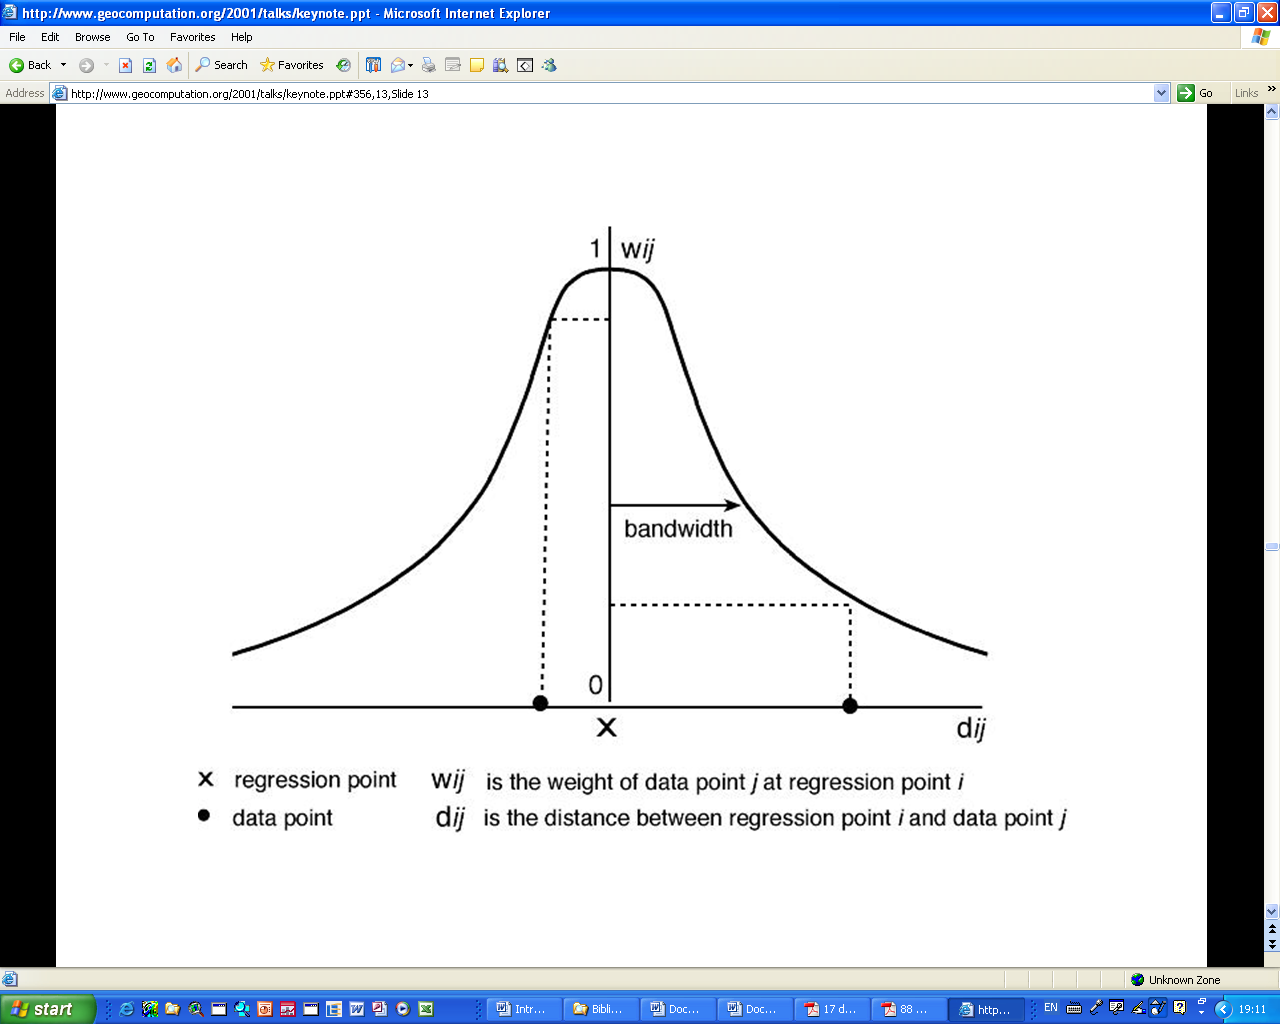 http://www.geocomputation.org/2001/talks/keynote.ppt - Microsoft Internet Explorer
File Edit Browse Go To Favorites Help
Back Search Favorites
Address http://www.geocomputation.org/2001/talks/keynote.ppt#356,13,Slide 13 Go Links »
1 wij
bandwidth
0
x dij
x regression point wij is the weight of data point j at regression point i
data point dij is the distance between regression point i and data point j
Unknown Zone
start Intr... Bibli... Doc... Doc... 17 d... 88 ... http... EN 19:11